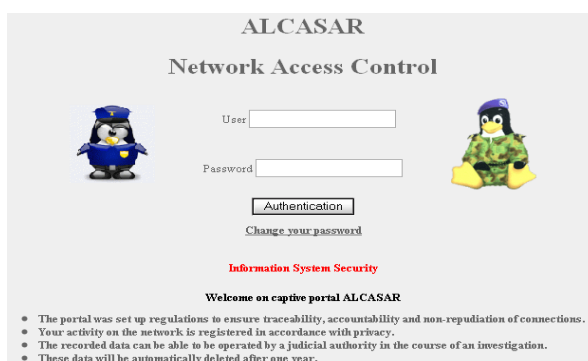 ALCASAR
Network Access Control
User
Password
Authentication
Change your password
Information System Security
Welcome on captive portal ALCASAR
The portal was set up regulations to ensure traceability, accountability and non-repudiation of connections.
Your activity on the network is registered in accordance with privacy.
The recorded data can be able to be operated by a judicial authority in the course of an investigation.
These data will be automatically deleted after one year.